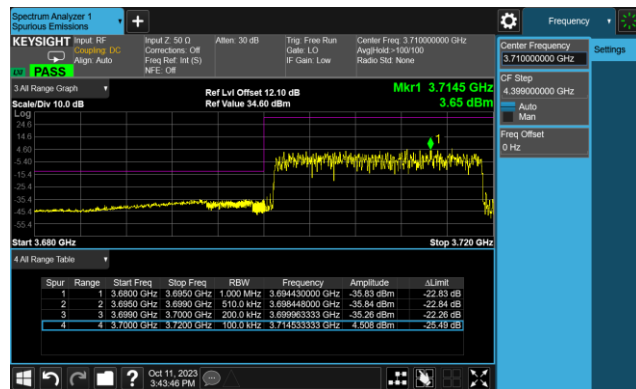 Spectrum Analyzer 1
Spurious Emissions
Frequency
KEYSIGHT
Input: RF
Coupling: DC
Align: Auto
Input Z: 50 Ω
Corrections: Off
Freq Ref: Int (S)
NFE: Off
Atten: 30 dB
Trig: Free Run
Gate: LO
IF Gain: Low
Center Freq: 3.710000000 GHz
Avg|Hold:>100/100
Radio Std: None
LW PASS
Center Frequency
3.710000000 GHz
Settings
CF Step
4.399000000 GHz
Auto
Man
Freq Offset
0 Hz
3 All Range Graph
Scale/Div 10.0 dB
Ref Lvl Offset 12.10 dB
Ref Value 34.60 dBm
Mkr1 3.7145 GHz
3.65 dBm
Log
24.6
14.6
4.60
-5.40
-15.4
-25.4
-35.4
-45.4
-55.4
1
Start 3.680 GHz
Stop 3.720 GHz
4 All Range Table
Spur Range Start Freq Stop Freq RBW Frequency Amplitude ΔLimit
1 1 3.6800 GHz 3.6950 GHz 1.000 MHz 3.694430000 GHz -35.83 dBm -22.83 dB
2 2 3.6950 GHz 3.6990 GHz 510.0 kHz 3.698448000 GHz -35.84 dBm -22.84 dB
3 3 3.6990 GHz 3.7000 GHz 200.0 kHz 3.699963333 GHz -35.26 dBm -22.26 dB
4 4 3.7000 GHz 3.7200 GHz 100.0 kHz 3.714533333 GHz 4.508 dBm -25.49 dB
?
Oct 11, 2023
3:43:46 PM